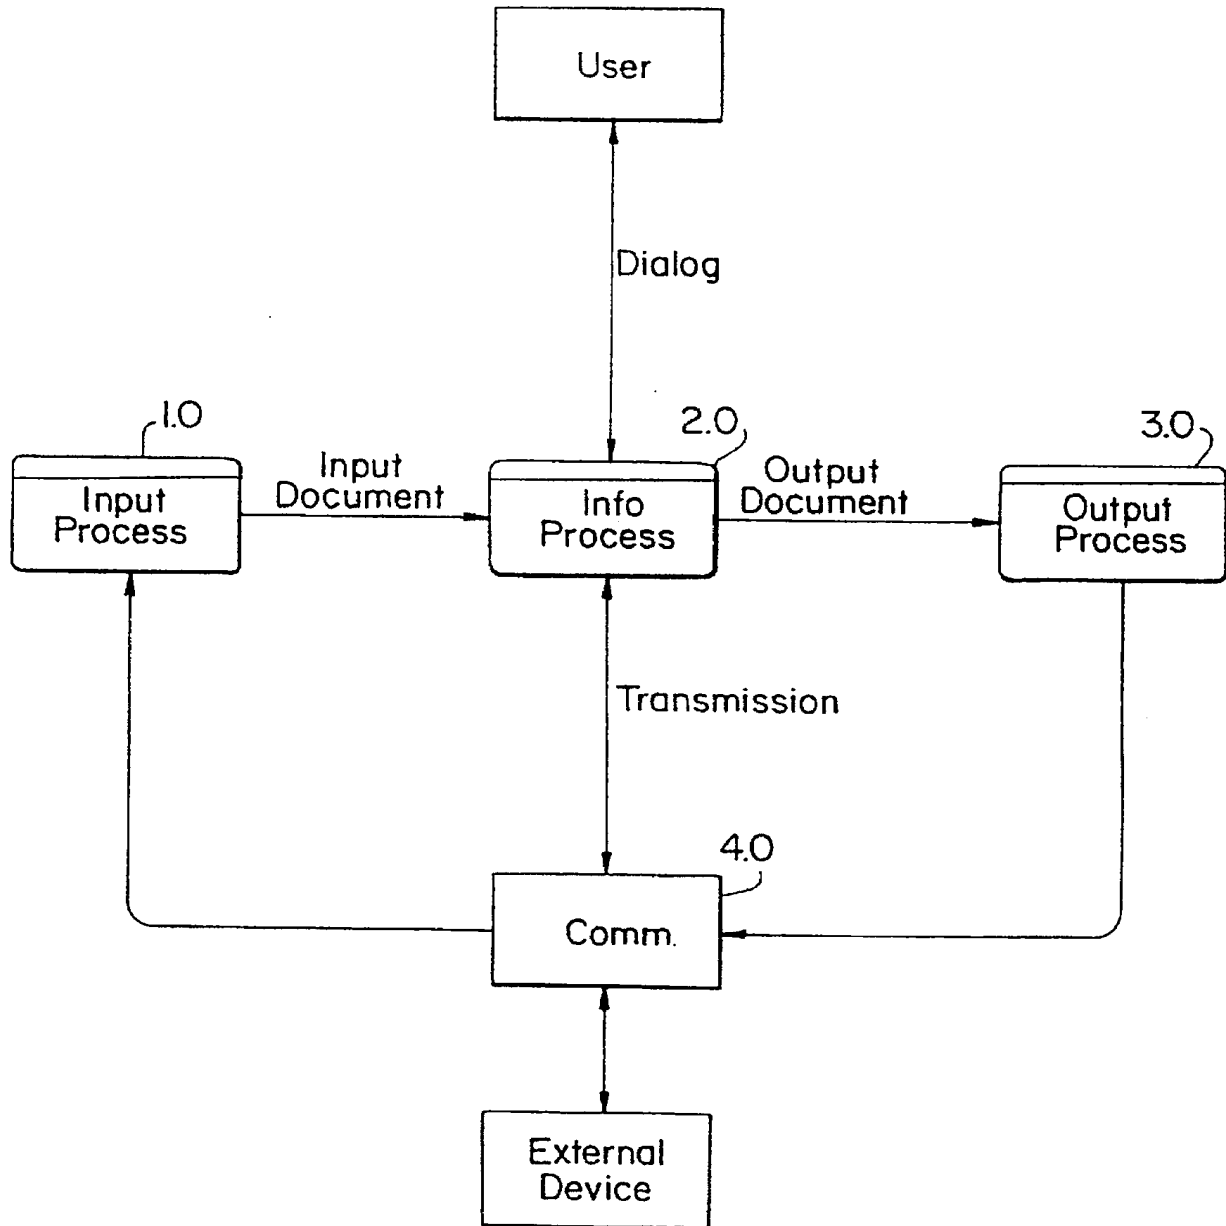 User
Dialog
1.0
2.0
3.0
Input
Document
Output
Document
Input
Process
Info
Process
Output
Process
Transmission
4.0
Comm.
External
Device